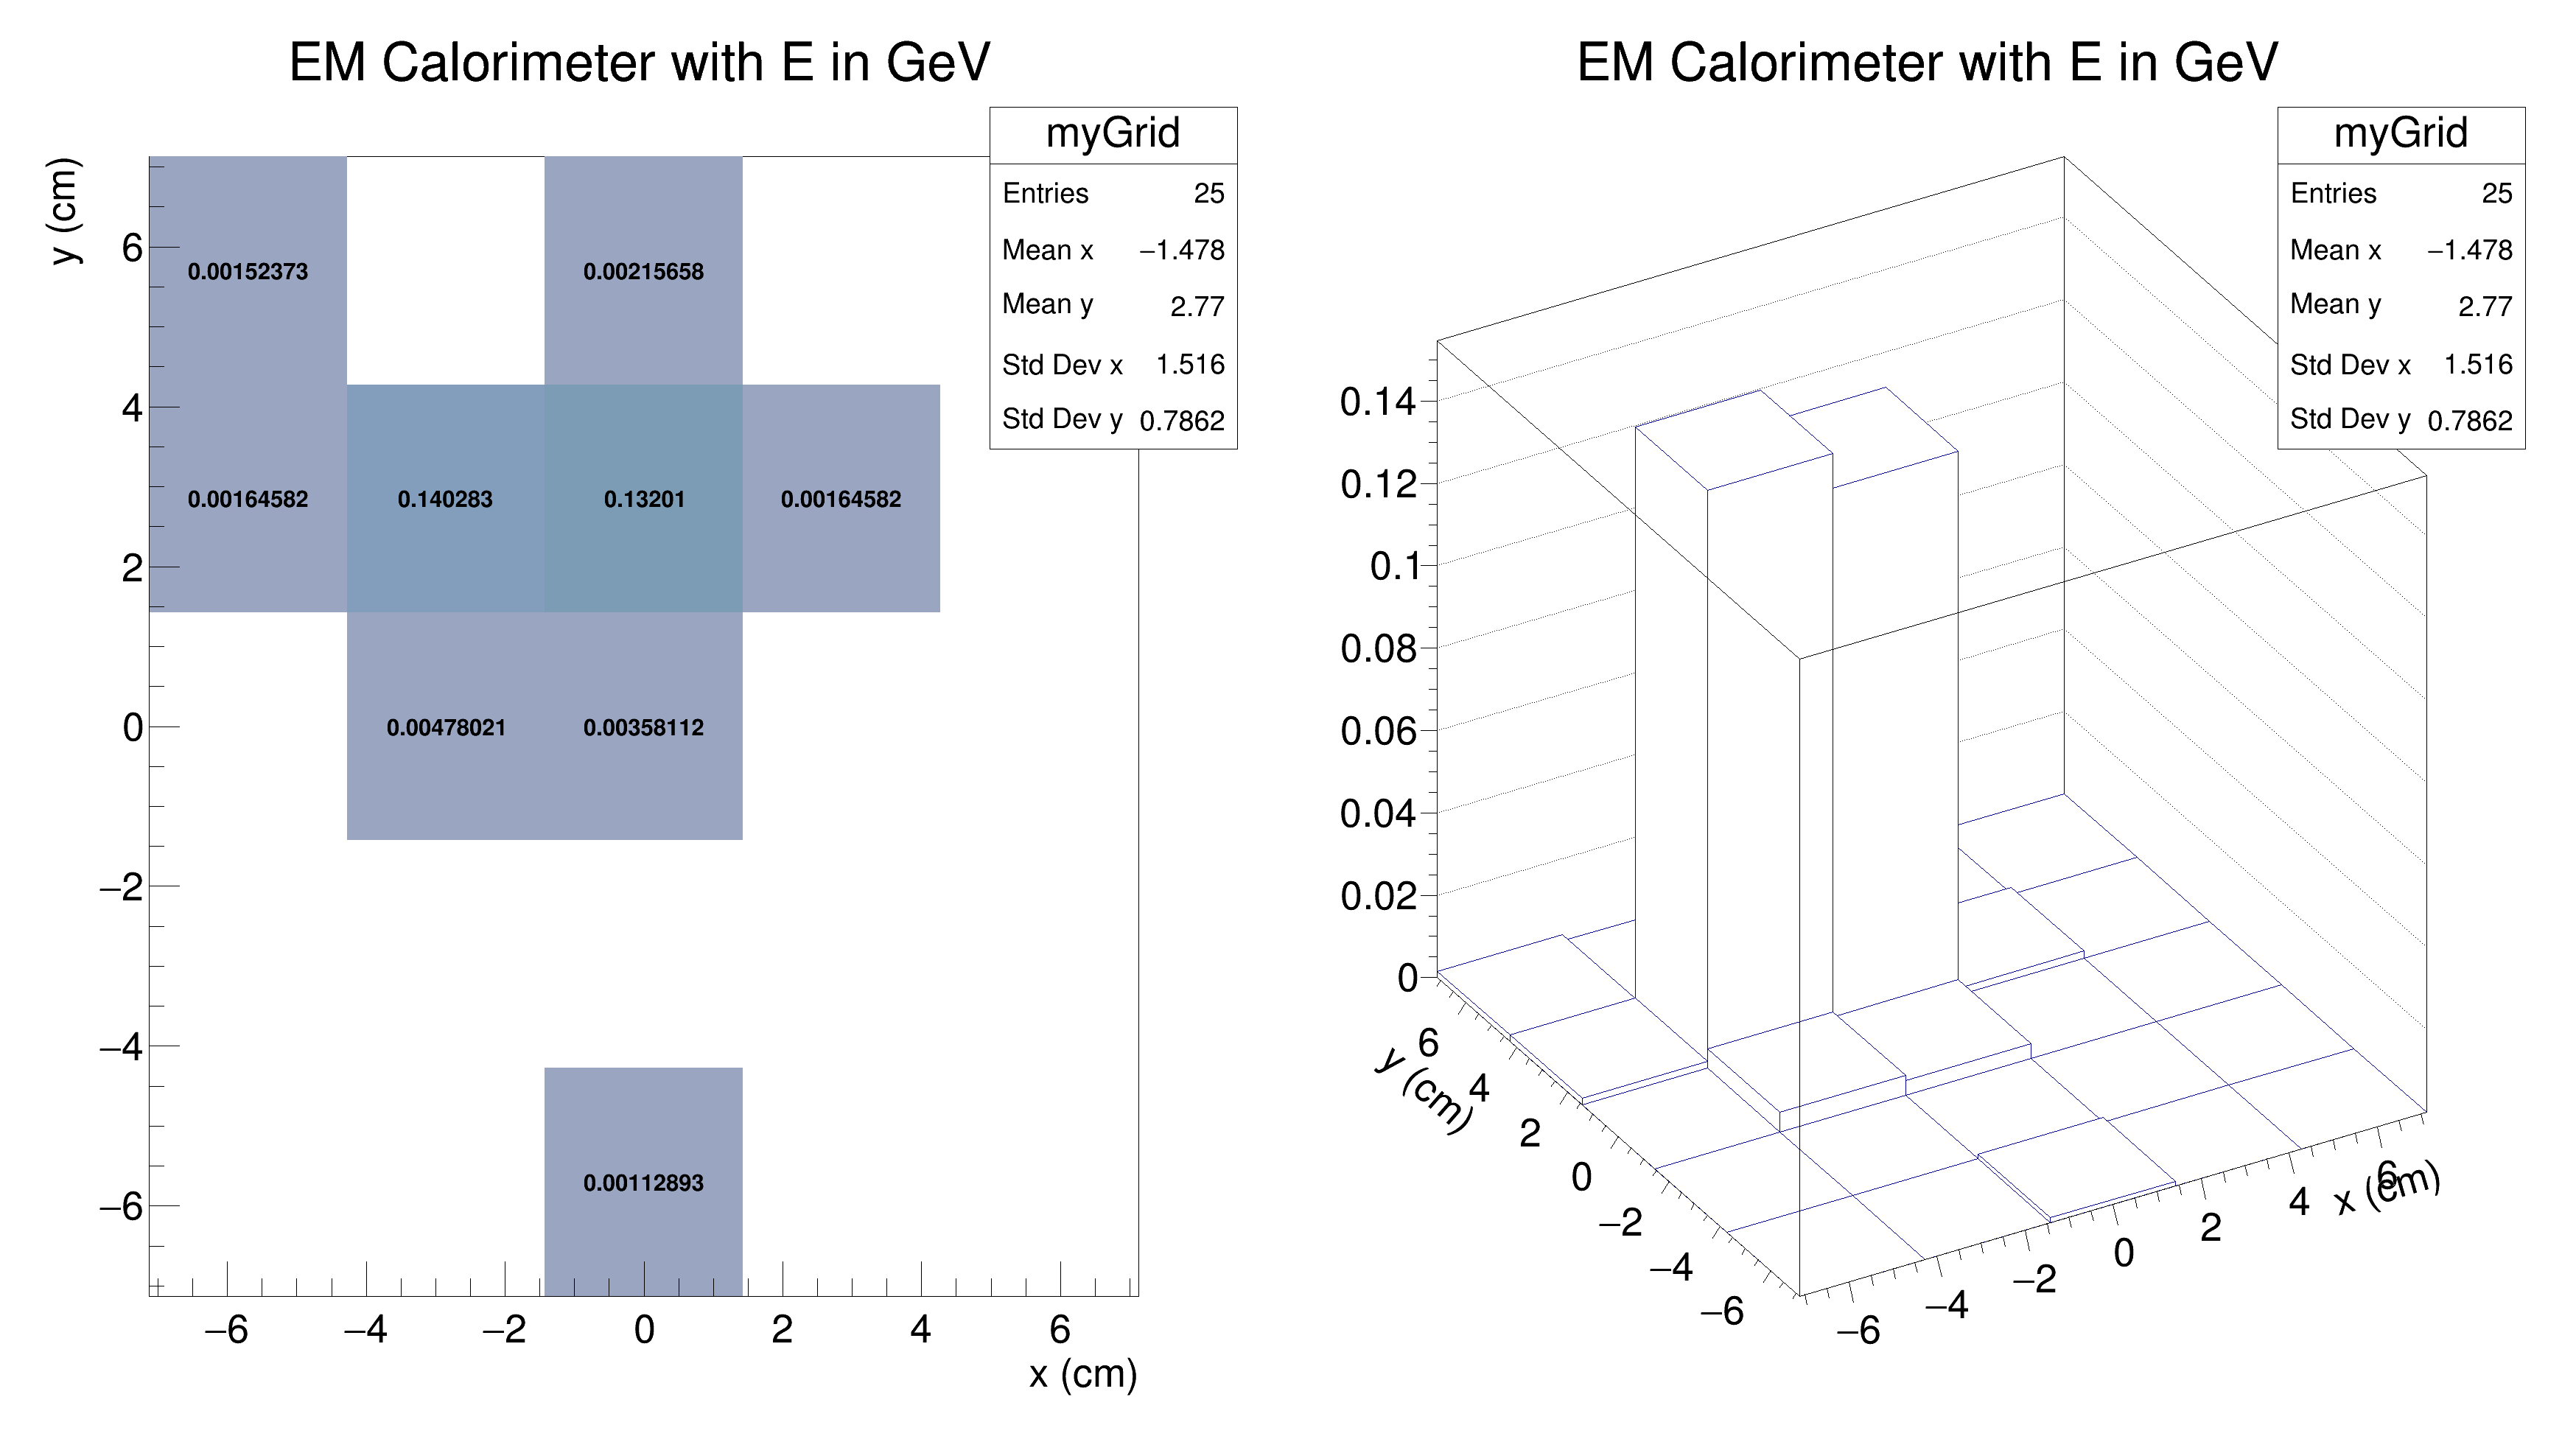 EM Calorimeter with E in GeV
myGrid
Entries 25
Mean x −1.478
Mean y 2.77
Std Dev x 1.516
Std Dev y 0.7862
y (cm)
6
4
2
0
−2
−4
−6
0.00152373 0.00215658
0.00164582 0.140283 0.13201 0.00164582
0.00478021 0.00358112
0.00112893
−6 −4 −2 0 2 4 6
x (cm)
EM Calorimeter with E in GeV
myGrid
Entries 25
Mean x −1.478
Mean y 2.77
Std Dev x 1.516
Std Dev y 0.7862
0.14
0.12
0.1
0.08
0.06
0.04
0.02
0
6
4
2
0
−2
−4
−6
y (cm)
−6 −4 −2 0 2 4 6
x (cm)